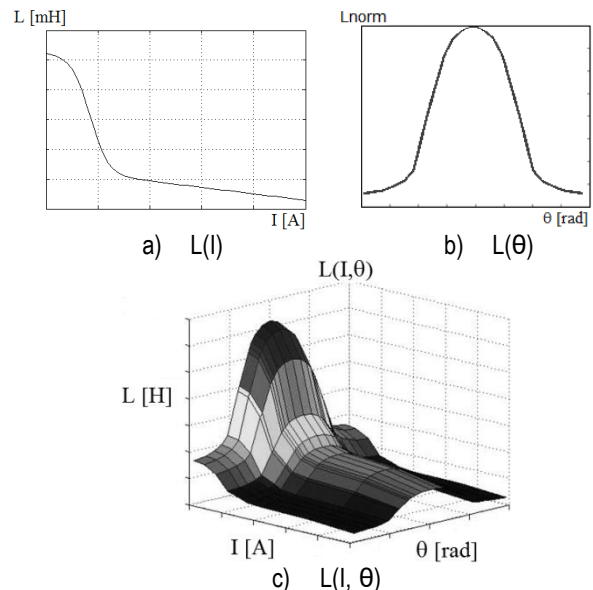 L [mH]
I [A]
a) L(I)
Lnorm
θ [rad]
b) L(θ)
L(I,θ)
L [H]
I [A]
θ [rad]
c) L(I, θ)